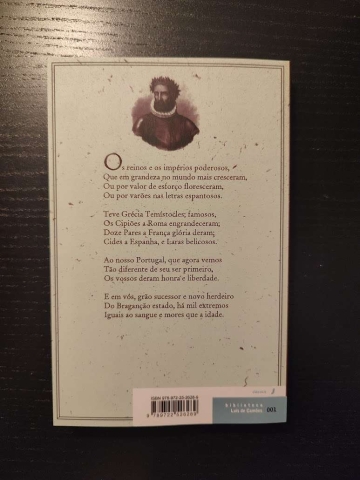 Os reinos e os impérios poderosos,
Que em grandeza no mundo mais cresceram,
Ou por valor de esforço floresceram,
Ou por varões nas letras espantosos.
Teve Grécia Temístocles; famosos,
Os Cipiões a Roma engrandeceram;
Doze Pares a França glória deram;
Cides a Espanha, e Laras belicosos.
Ao nosso Portugal, que agora vemos
Tão diferente de seu ser primeiro,
Os vossos deram honra e liberdade.
E em vós, grão sucessor e novo herdeiro
Do Braganção estado, há mil extremos
Iguais ao sangue e mores que a idade.
BIBLIOTECA
Luís de Camões
001